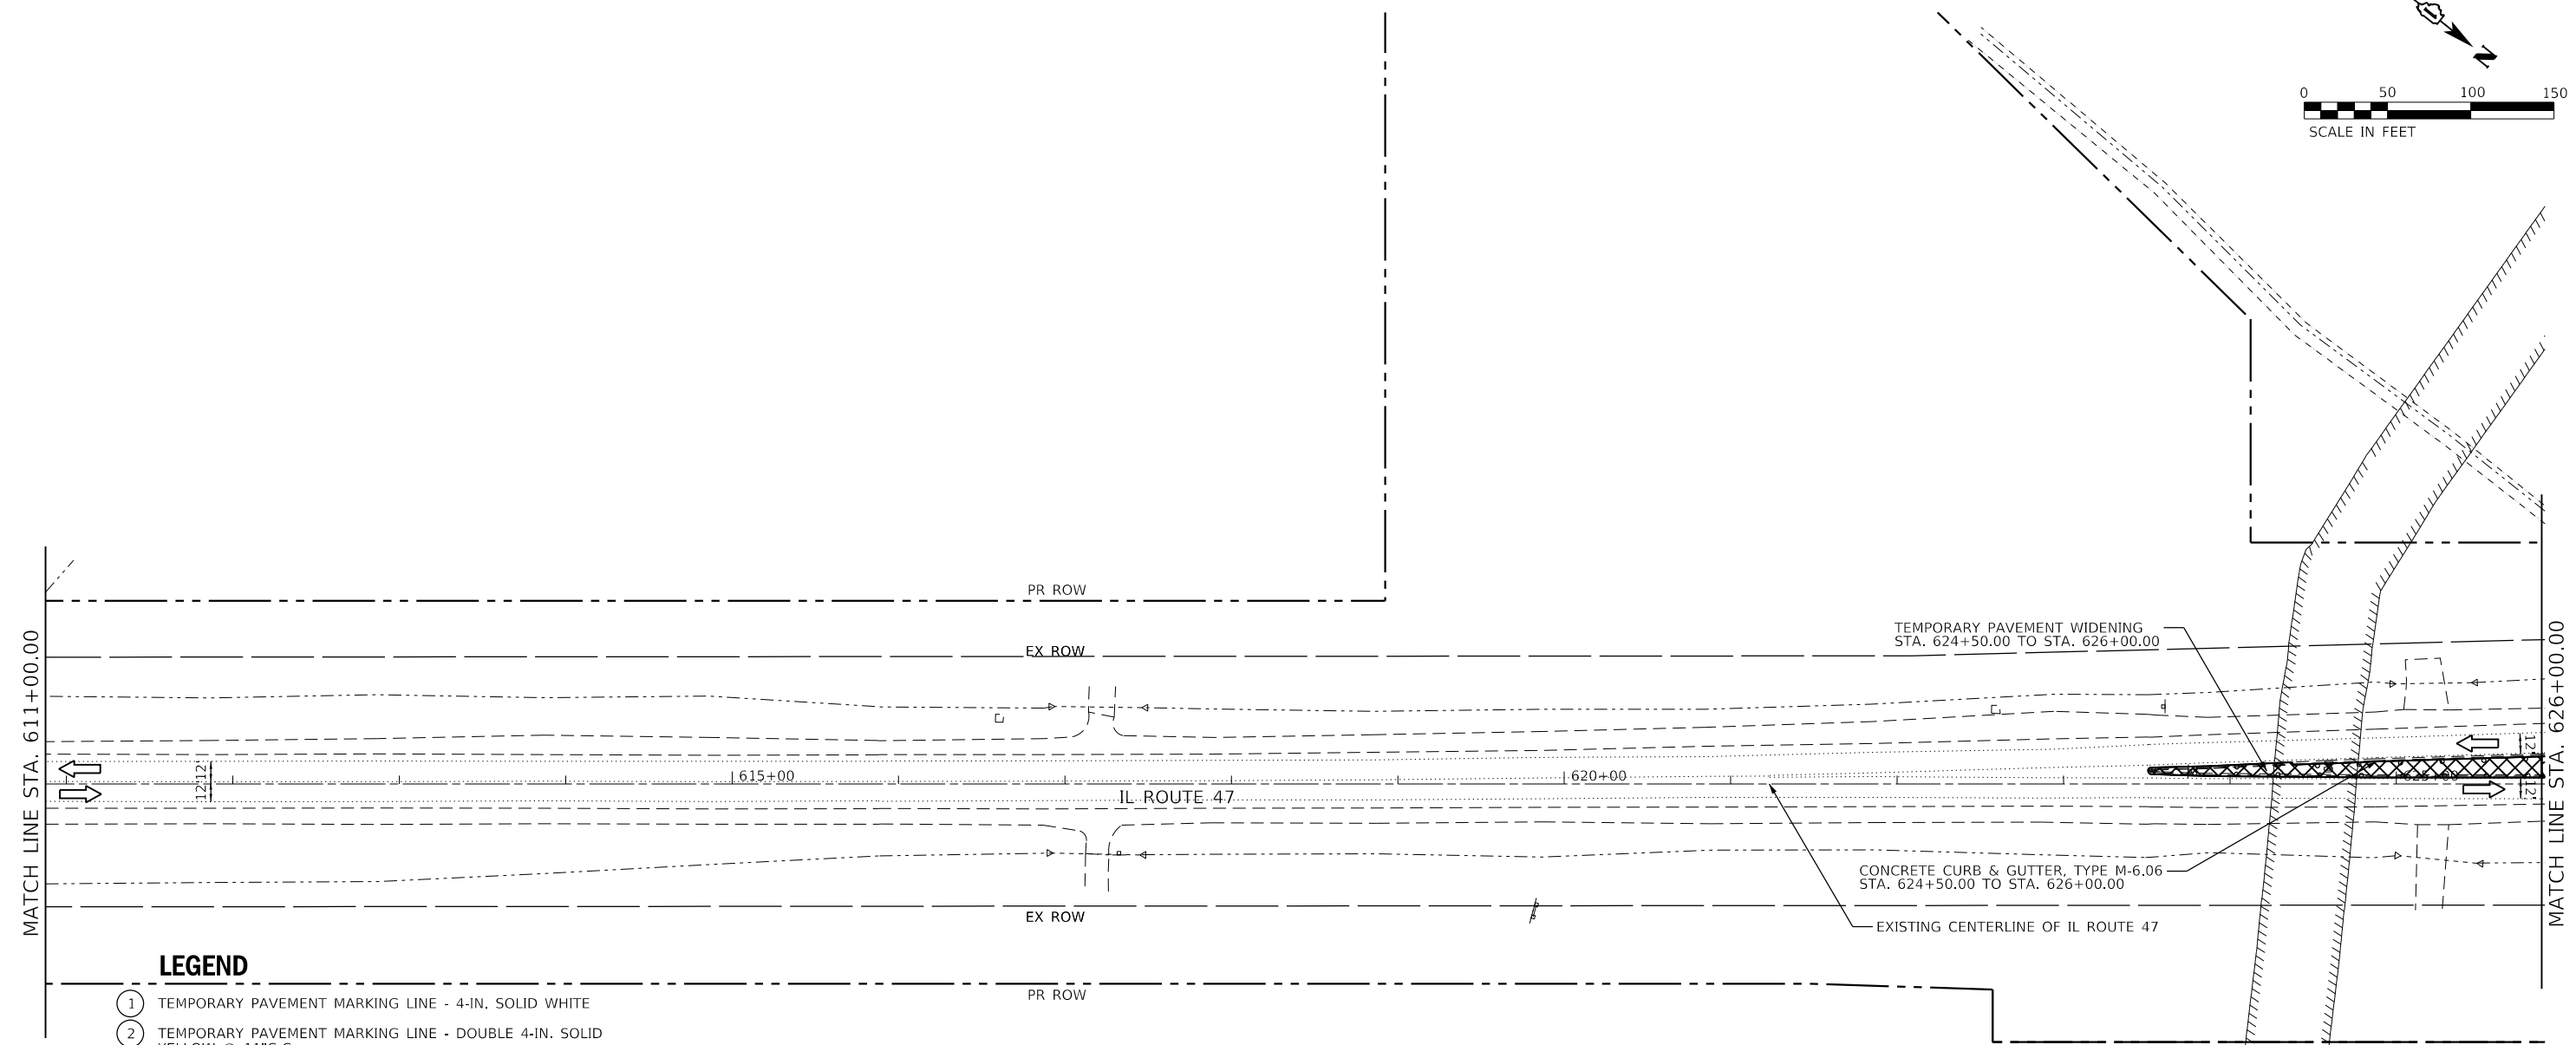 N
0 50 100 150
SCALE IN FEET
PR ROW
EX ROW
TEMPORARY PAVEMENT WIDENING
STA. 624+50.00 TO STA. 626+00.00
MATCH LINE STA. 611+00.00
MATCH LINE STA. 626+00.00
12'
12'
615+00
620+00
625+00
12'
12'
IL ROUTE 47
CONCRETE CURB & GUTTER, TYPE M-6.06
STA. 624+50.00 TO STA. 626+00.00
EX ROW
EXISTING CENTERLINE OF IL ROUTE 47
PR ROW
LEGEND
1 TEMPORARY PAVEMENT MARKING LINE - 4-IN. SOLID WHITE
2 TEMPORARY PAVEMENT MARKING LINE - DOUBLE 4-IN. SOLID